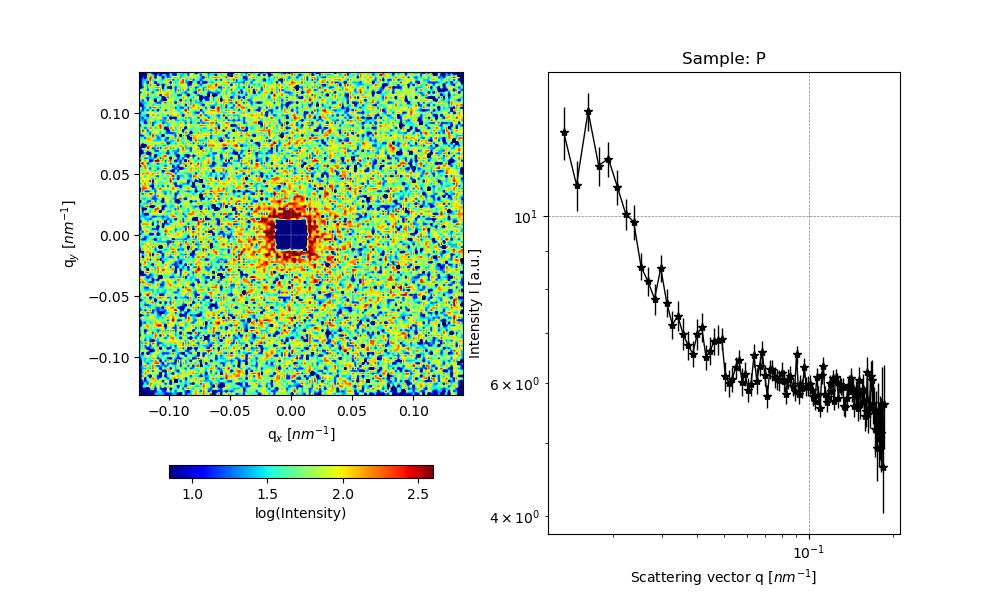 Sample: P
0.10
0.05
0.00
−0.05
−0.10
q_y [nm^{-1}]
−0.10 −0.05 0.00 0.05 0.10
q_x [nm^{-1}]
1.0 1.5 2.0 2.5
log(Intensity)
Intensity I [a.u.]
10^1
6 × 10^0
4 × 10^0
10^{-1}
Scattering vector q [nm^{-1}]